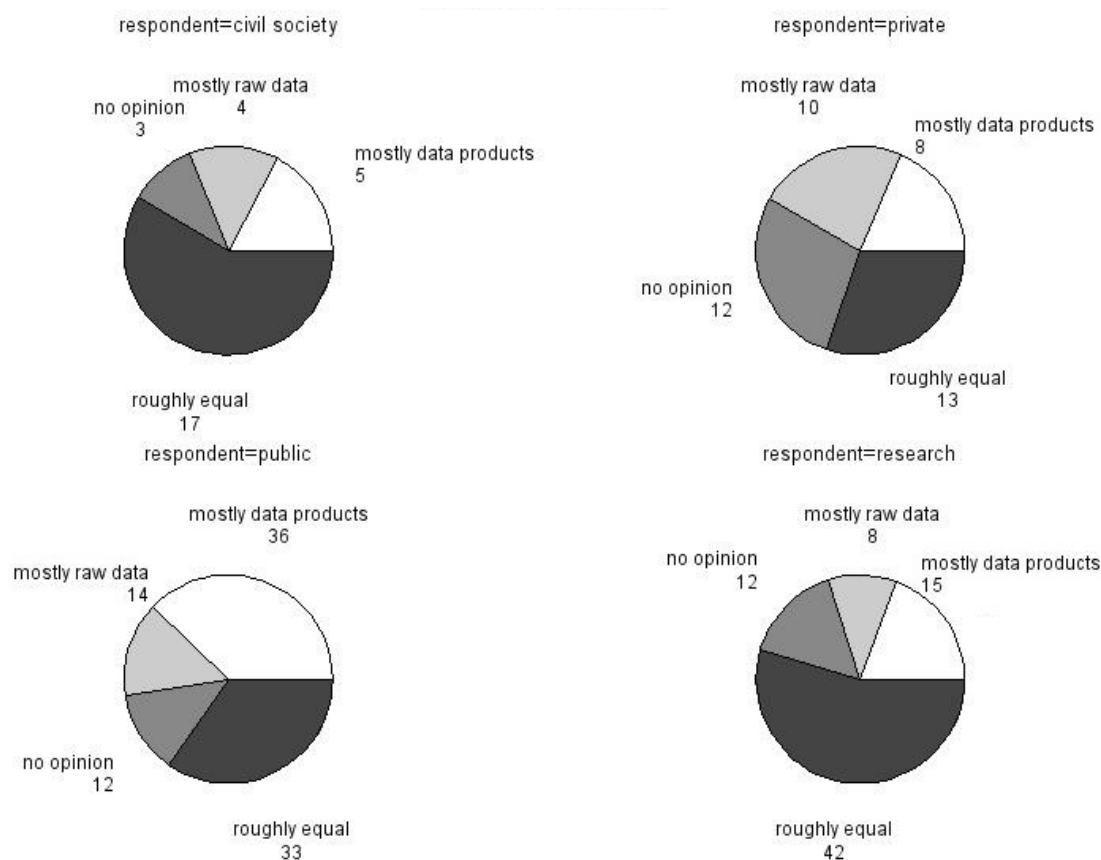 respondent=civil society
mostly raw data
4
no opinion
3
mostly data products
5
roughly equal
17
respondent=private
mostly raw data
10
mostly data products
8
no opinion
12
roughly equal
13
respondent=public
mostly data products
36
mostly raw data
14
no opinion
12
roughly equal
33
respondent=research
mostly raw data
8
no opinion
12
mostly data products
15
roughly equal
42